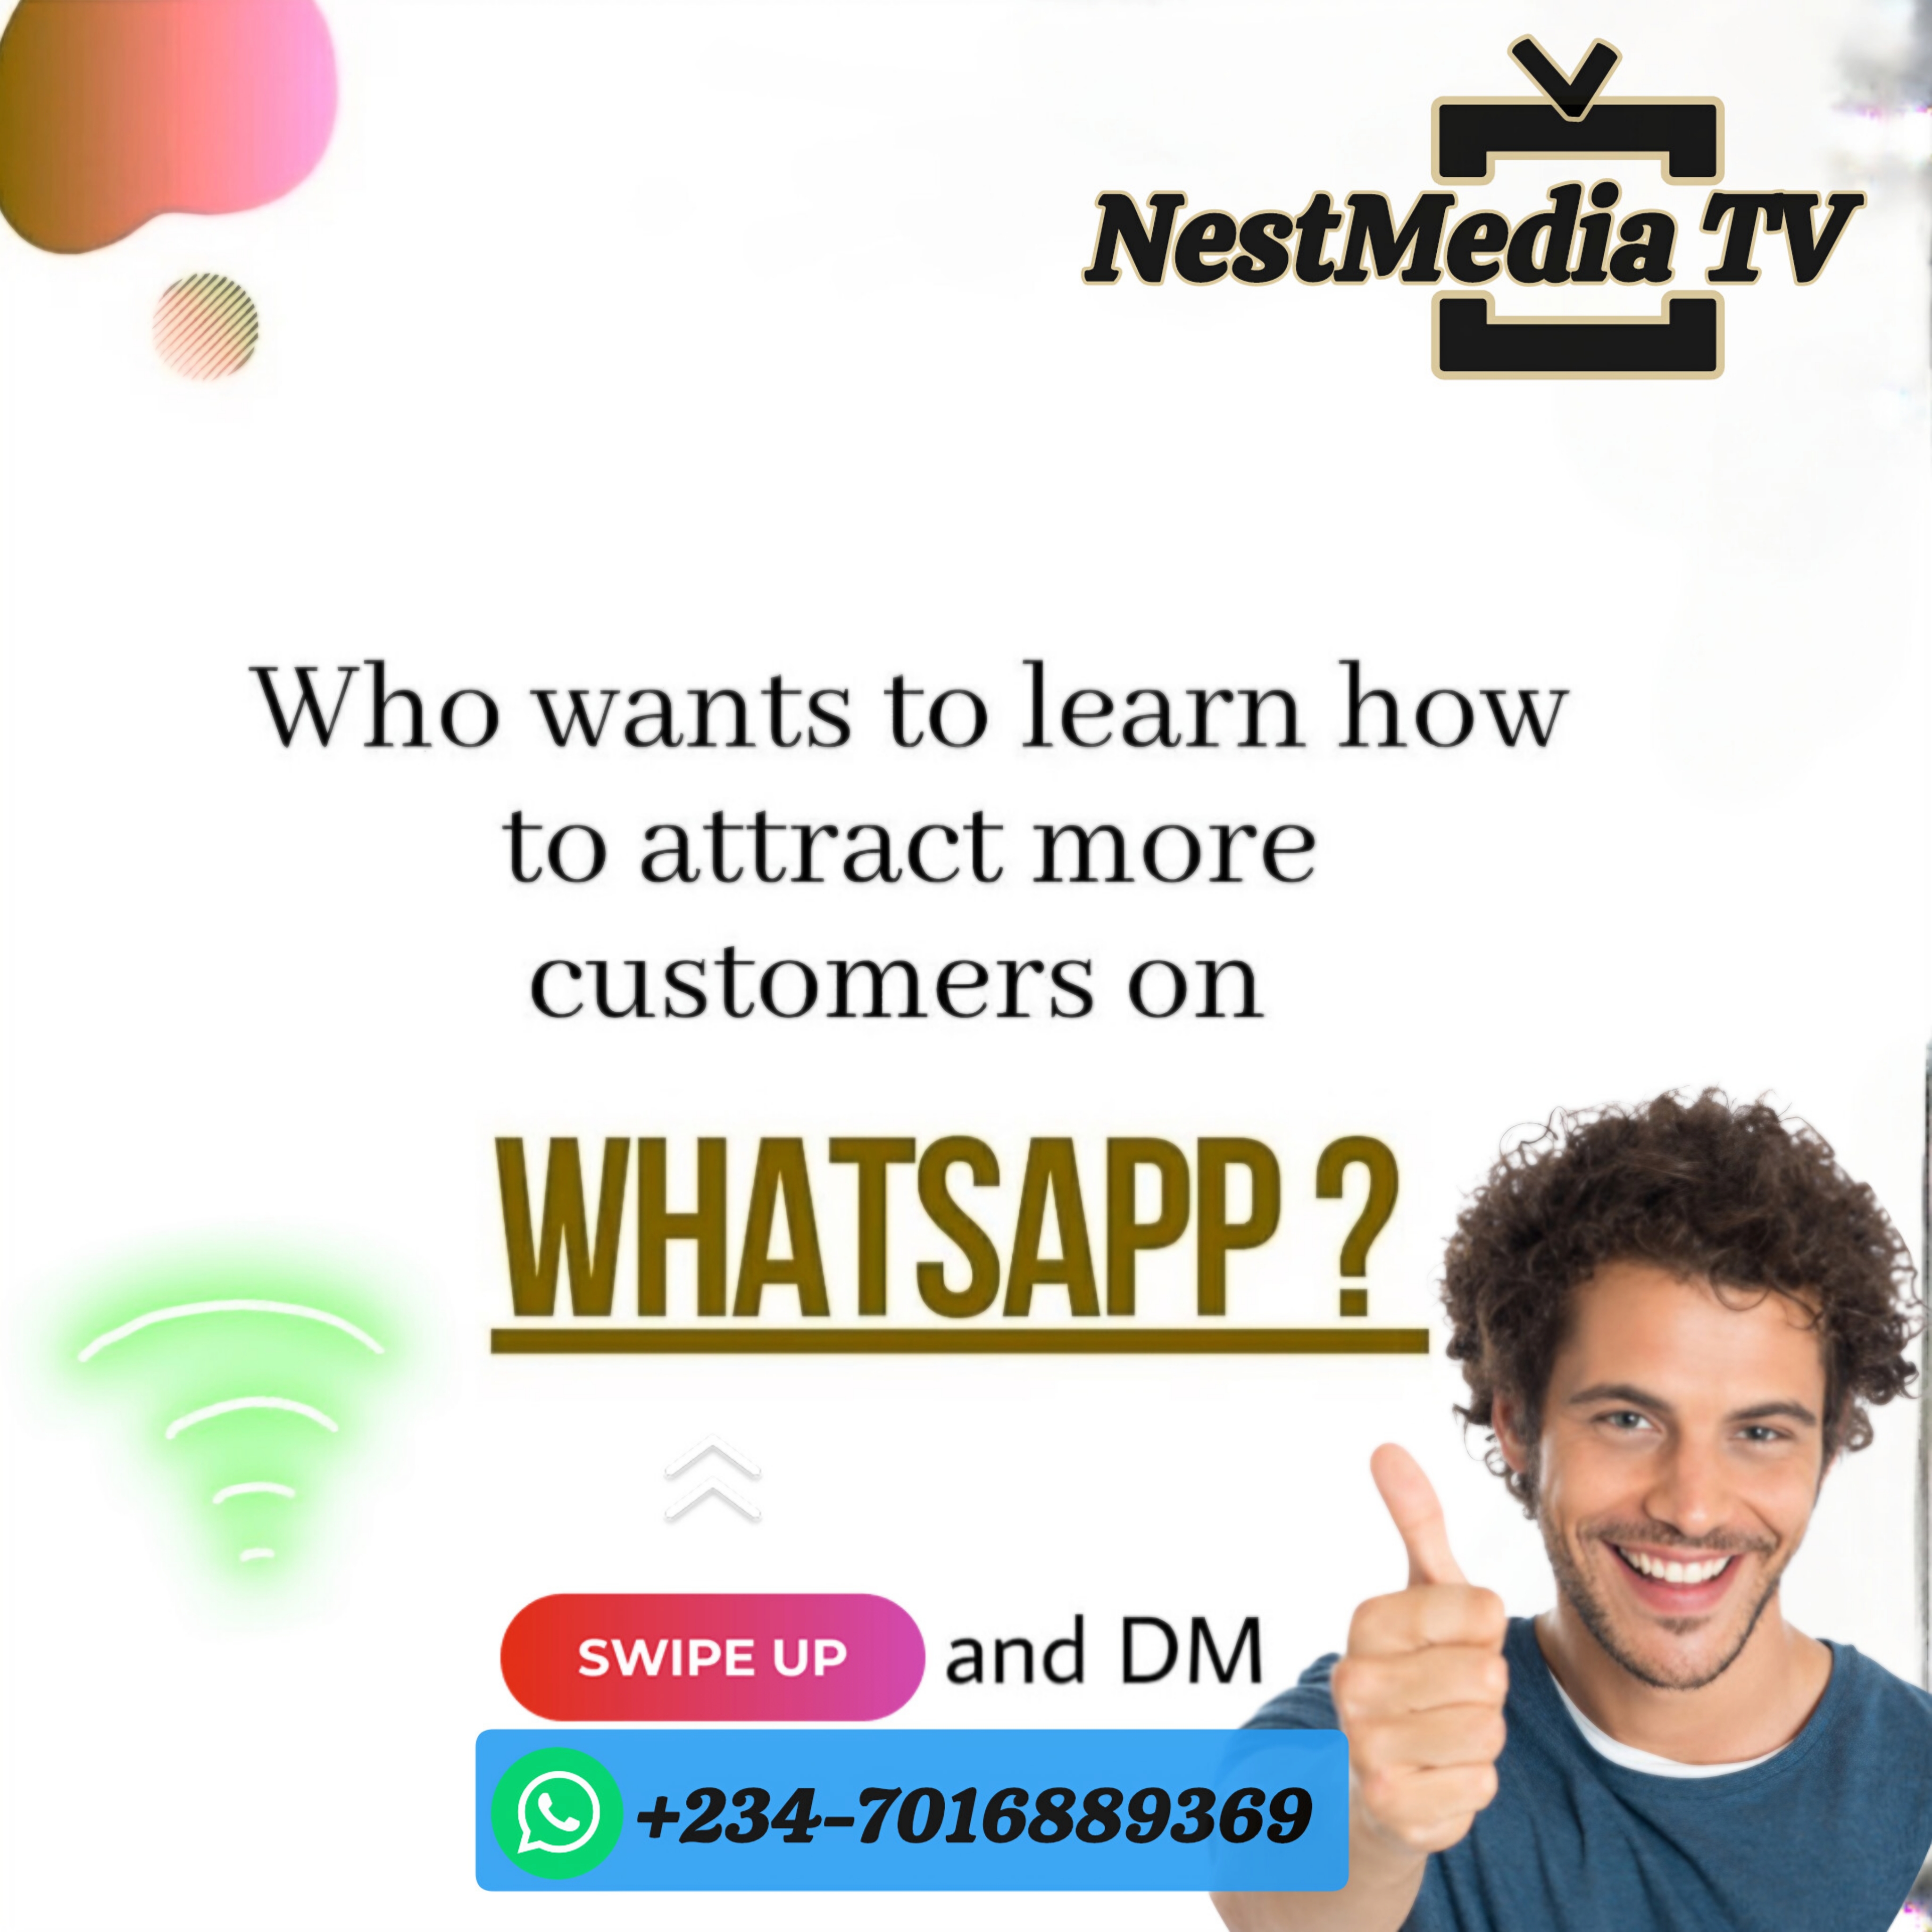 NestMedia TV
Who wants to learn how
to attract more
customers on
WHATSAPP ?
SWIPE UP and DM
+234-7016889369